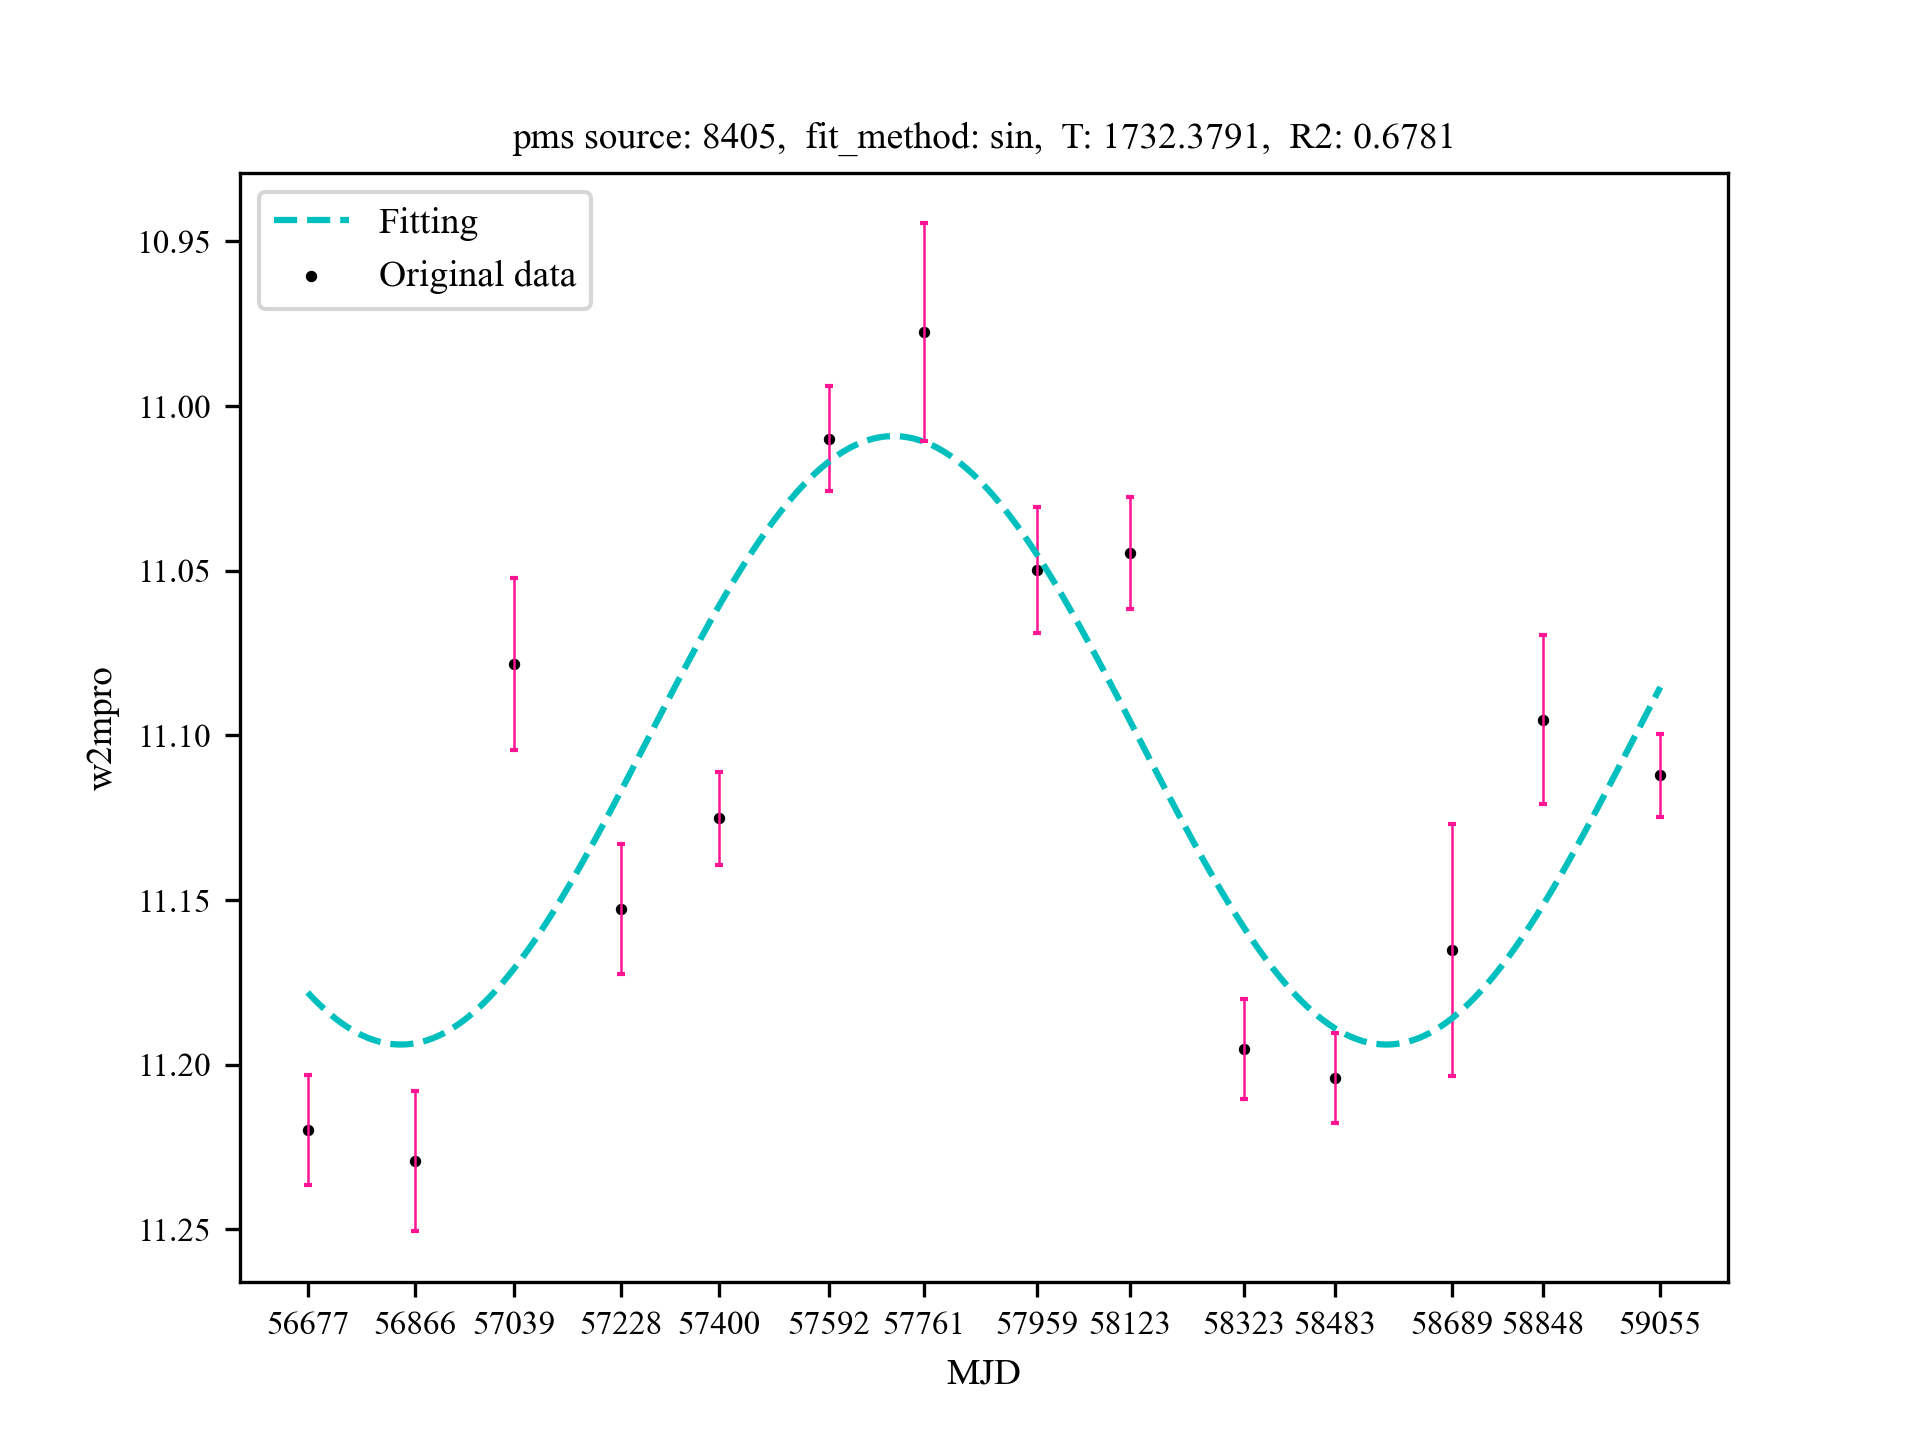 pms source: 8405,  fit_method: sin,  T: 1732.3791,  R2: 0.6781
Fitting
Original data
10.95
11.00
11.05
11.10
11.15
11.20
11.25
w2mpro
56677 56866 57039 57228 57400 57592 57761 57959 58123 58323 58483 58689 58848 59055
MJD